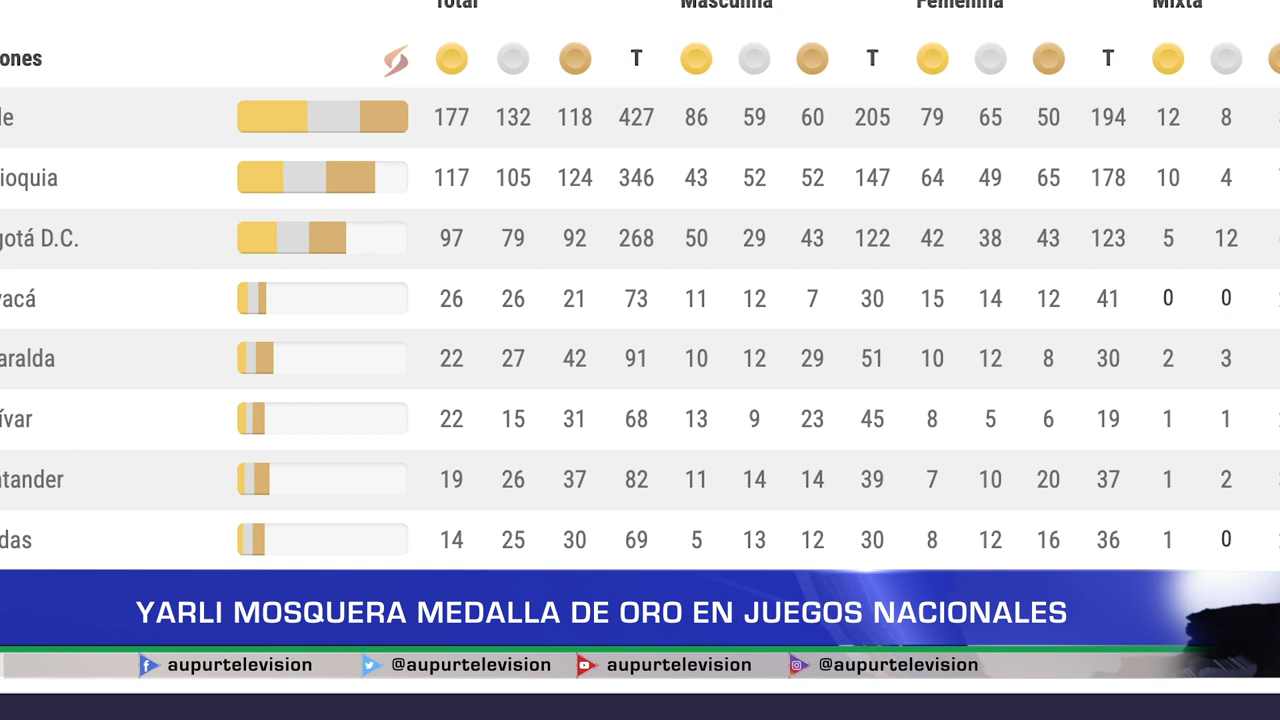 Total Masculina Femenina Mixta
ones T T T
le 177 132 118 427 86 59 60 205 79 65 50 194 12 8
ioquia 117 105 124 346 43 52 52 147 64 49 65 178 10 4
gotá D.C. 97 79 92 268 50 29 43 122 42 38 43 123 5 12
yacá 26 26 21 73 11 12 7 30 15 14 12 41 0 0
aralda 22 27 42 91 10 12 29 51 10 12 8 30 2 3
ívar 22 15 31 68 13 9 23 45 8 5 6 19 1 1
ntander 19 26 37 82 11 14 14 39 7 10 20 37 1 2
das 14 25 30 69 5 13 12 30 8 12 16 36 1 0
YARLI MOSQUERA MEDALLA DE ORO EN JUEGOS NACIONALES
aupurtelevision @aupurtelevision aupurtelevision @aupurtelevision